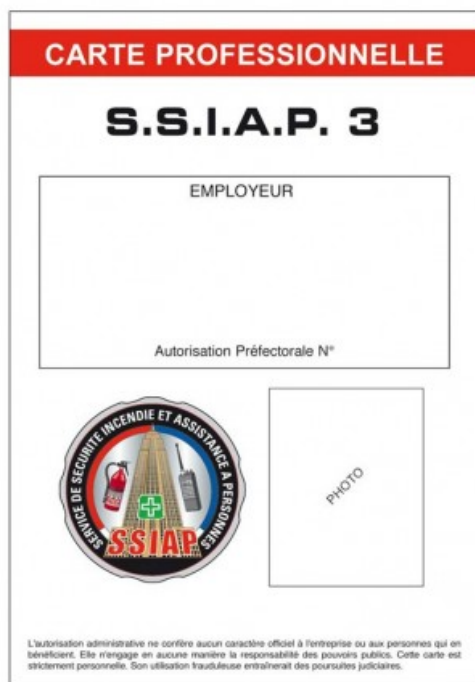 CARTE PROFESSIONNELLE
S.S.I.A.P. 3
EMPLOYEUR
Autorisation Préfectorale N°
SERVICE DE SECURITE INCENDIE ET ASSISTANCE A PERSONNES
SSIAP
PHOTO
L'autorisation administrative ne confère aucun caractère officiel à l'entreprise ou aux personnes qui en
bénéficient. Elle n'engage en aucune manière la responsabilité des pouvoirs publics. Cette carte est
strictement personnelle. Son utilisation frauduleuse entraînerait des poursuites judiciaires.